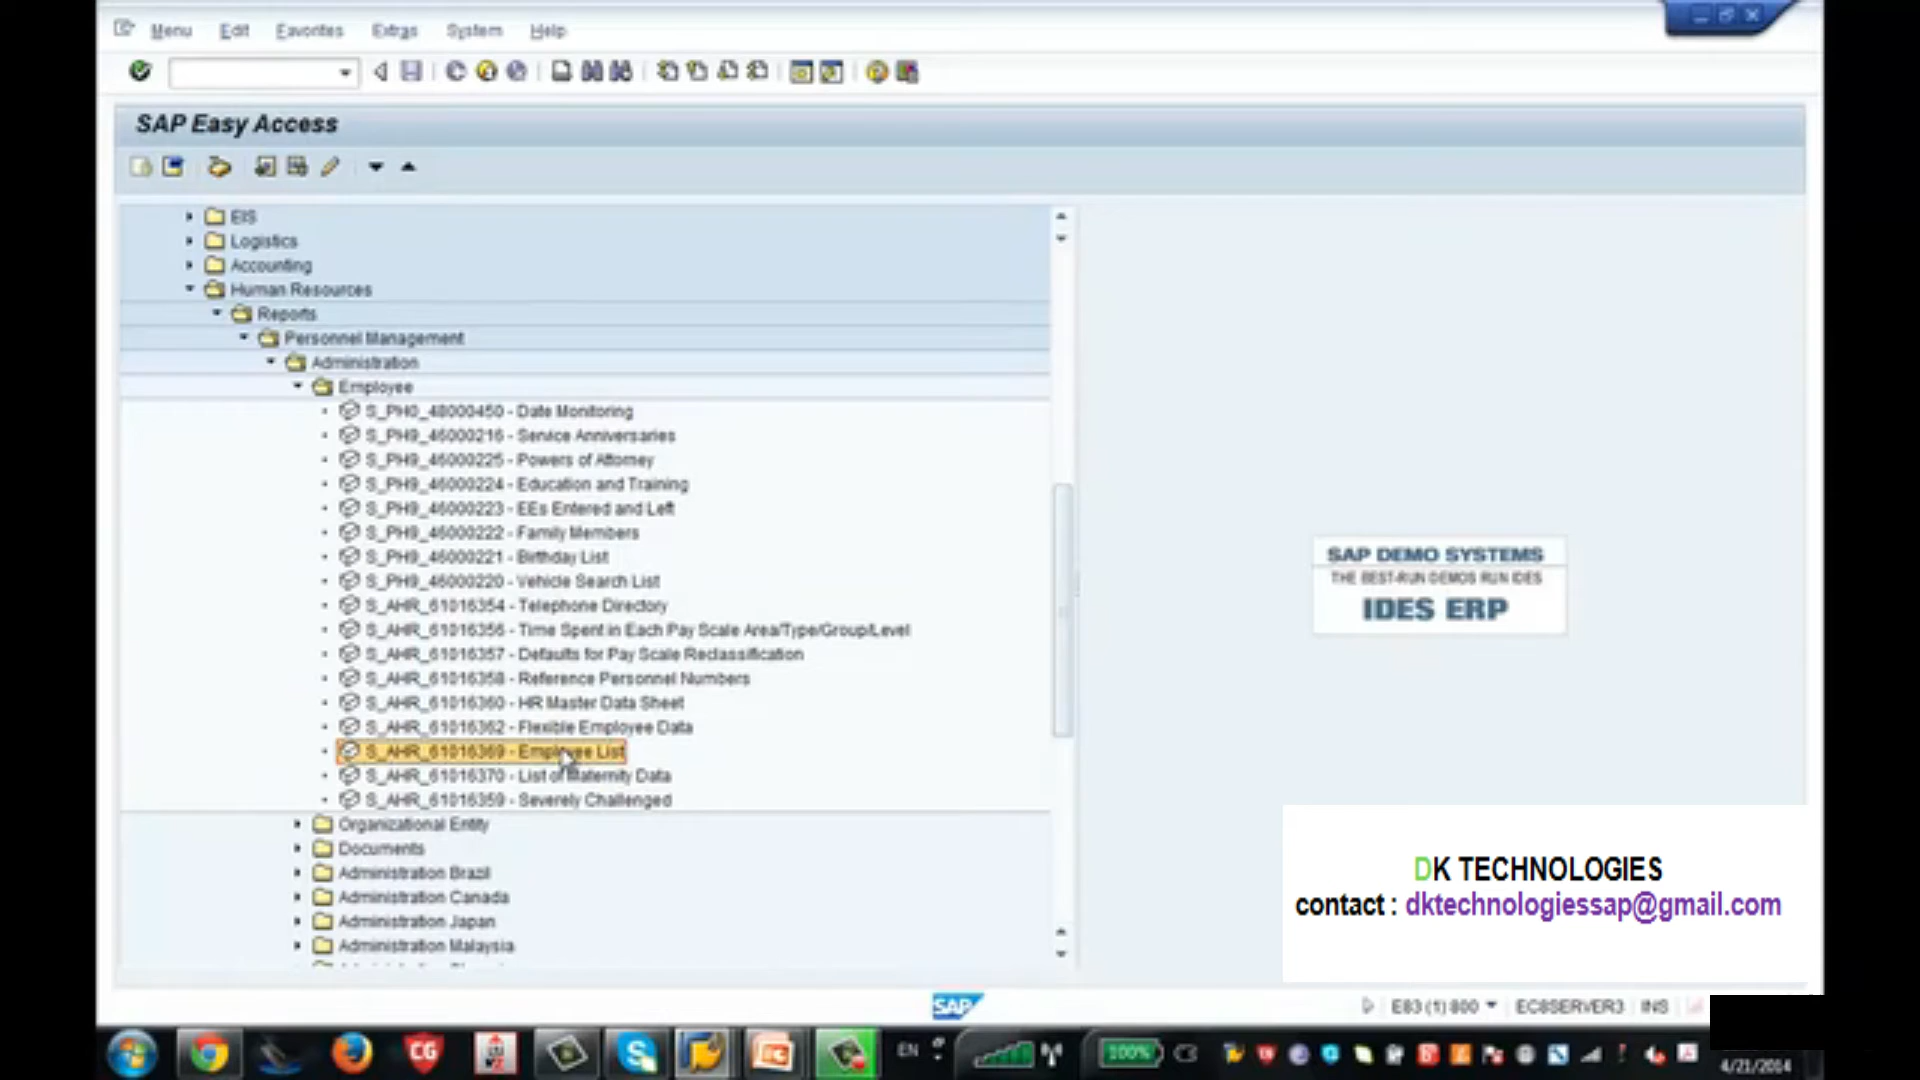 Menu Edit Favorites Extras System Help
SAP Easy Access
EIS
Logistics
Accounting
Human Resources
Reports
Personnel Management
Administration
Employee
S_PH0_48000450 - Date Monitoring
S_PH9_46000216 - Service Anniversaries
S_PH9_46000225 - Powers of Attorney
S_PH9_46000224 - Education and Training
S_PH9_46000223 - EEs Entered and Left
S_PH9_46000222 - Family Members
S_PH9_46000221 - Birthday List
S_PH9_46000220 - Vehicle Search List
S_AHR_61016354 - Telephone Directory
S_AHR_61016356 - Time Spent in Each Pay Scale Area/Type/Group/Level
S_AHR_61016357 - Defaults for Pay Scale Reclassification
S_AHR_61016358 - Reference Personnel Numbers
S_AHR_61016360 - HR Master Data Sheet
S_AHR_61016362 - Flexible Employee Data
S_AHR_61016369 - Employee List
S_AHR_61016370 - List of Maternity Data
S_AHR_61016359 - Severely Challenged
Organizational Entity
Documents
Administration Brazil
Administration Canada
Administration Japan
Administration Malaysia
SAP DEMO SYSTEMS
THE BEST-RUN DEMOS RUN IDES
IDES ERP
DK TECHNOLOGIES
contact : dktechnologiessap@gmail.com
SAP
E83 (1) 800 EC8SERVER3 INS
CG
EN
100%
4/21/2014